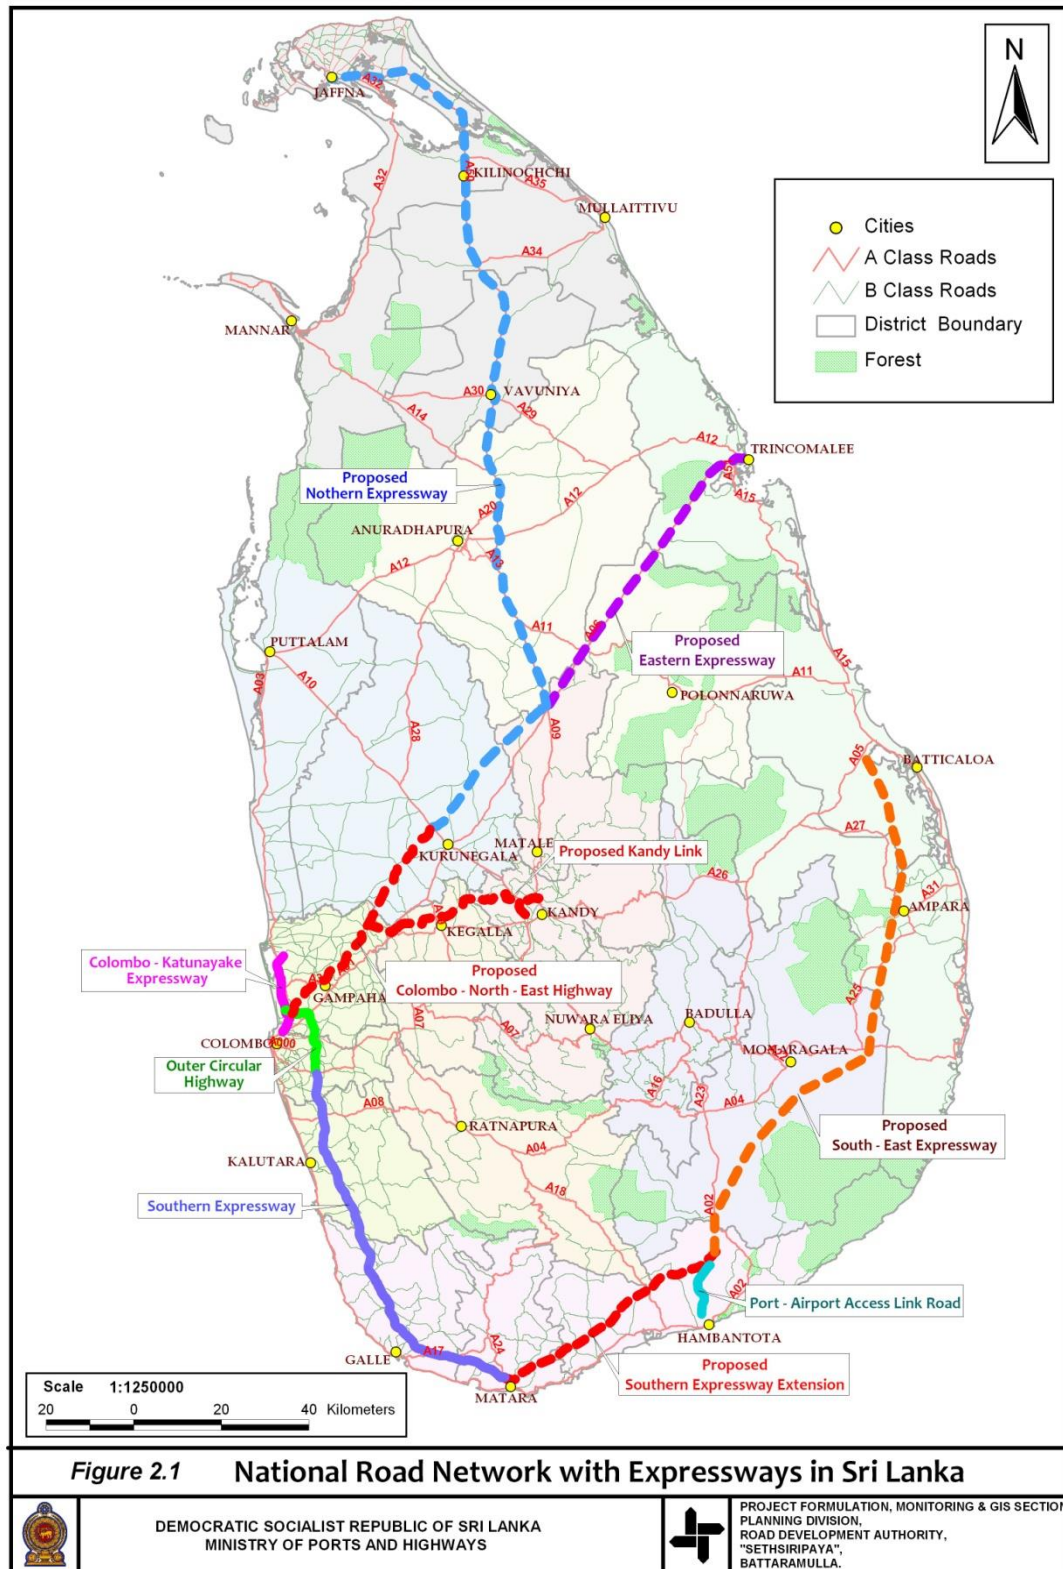 N
JAFFNA
A32
KILINOCHCHI
A32
A35
MULLAITTIVU
A34
Cities
A Class Roads
B Class Roads
District Boundary
Forest
MANNAR
A30
VAVUNIYA
A29
A14
A12
TRINCOMALEE
A15
Proposed
Nothern Expressway
A20
A12
ANURADHAPURA
A13
A12
A11
A06
PUTTALAM
Proposed
Eastern Expressway
A15
A11
A03
A10
POLONNARUWA
A28
A09
A05
BATTICALOA
A27
KURUNEGALA
MATALE
Proposed Kandy Link
A26
A31
AMPARA
KANDY
KEGALLA
Colombo - Katunayake
Expressway
Proposed
Colombo - North - East Highway
GAMPAHA
A25
A07
A07
NUWARA ELIYA
BADULLA
COLOMBO
MONARAGALA
Outer Circular
Highway
A16
A23
A04
A08
RATNAPURA
A04
Proposed
South - East Expressway
KALUTARA
A18
Southern Expressway
A02
A02
Port - Airport Access Link Road
HAMBANTOTA
A24
GALLE
A17
Proposed
Southern Expressway Extension
MATARA
Scale 1:1250000
20 0 20 40 Kilometers
Figure 2.1 National Road Network with Expressways in Sri Lanka
DEMOCRATIC SOCIALIST REPUBLIC OF SRI LANKA
MINISTRY OF PORTS AND HIGHWAYS
PROJECT FORMULATION, MONITORING & GIS SECTION
PLANNING DIVISION,
ROAD DEVELOPMENT AUTHORITY,
"SETHSIRIPAYA",
BATTARAMULLA.